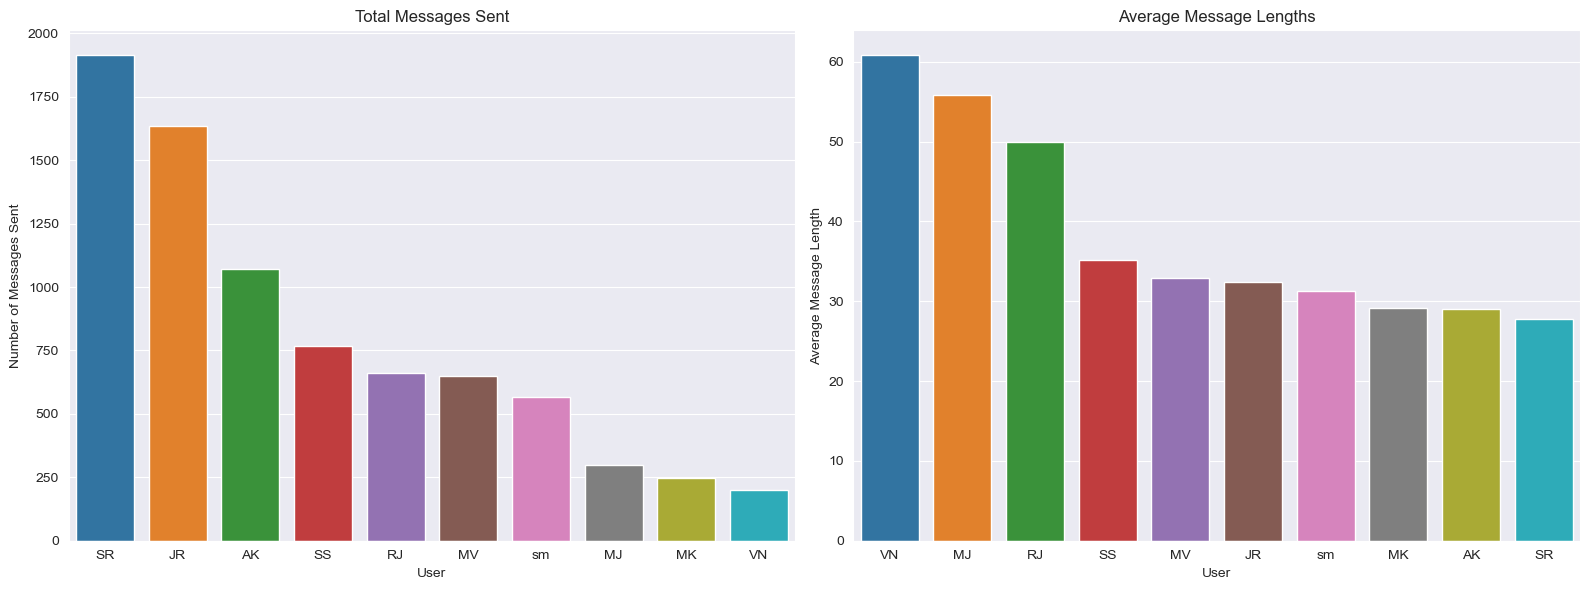 Total Messages Sent
2000
1750
1500
1250
1000
750
500
250
0
Number of Messages Sent
SR JR AK SS RJ MV sm MJ MK VN
User
Average Message Lengths
60
50
40
30
20
10
0
Average Message Length
VN MJ RJ SS MV JR sm MK AK SR
User